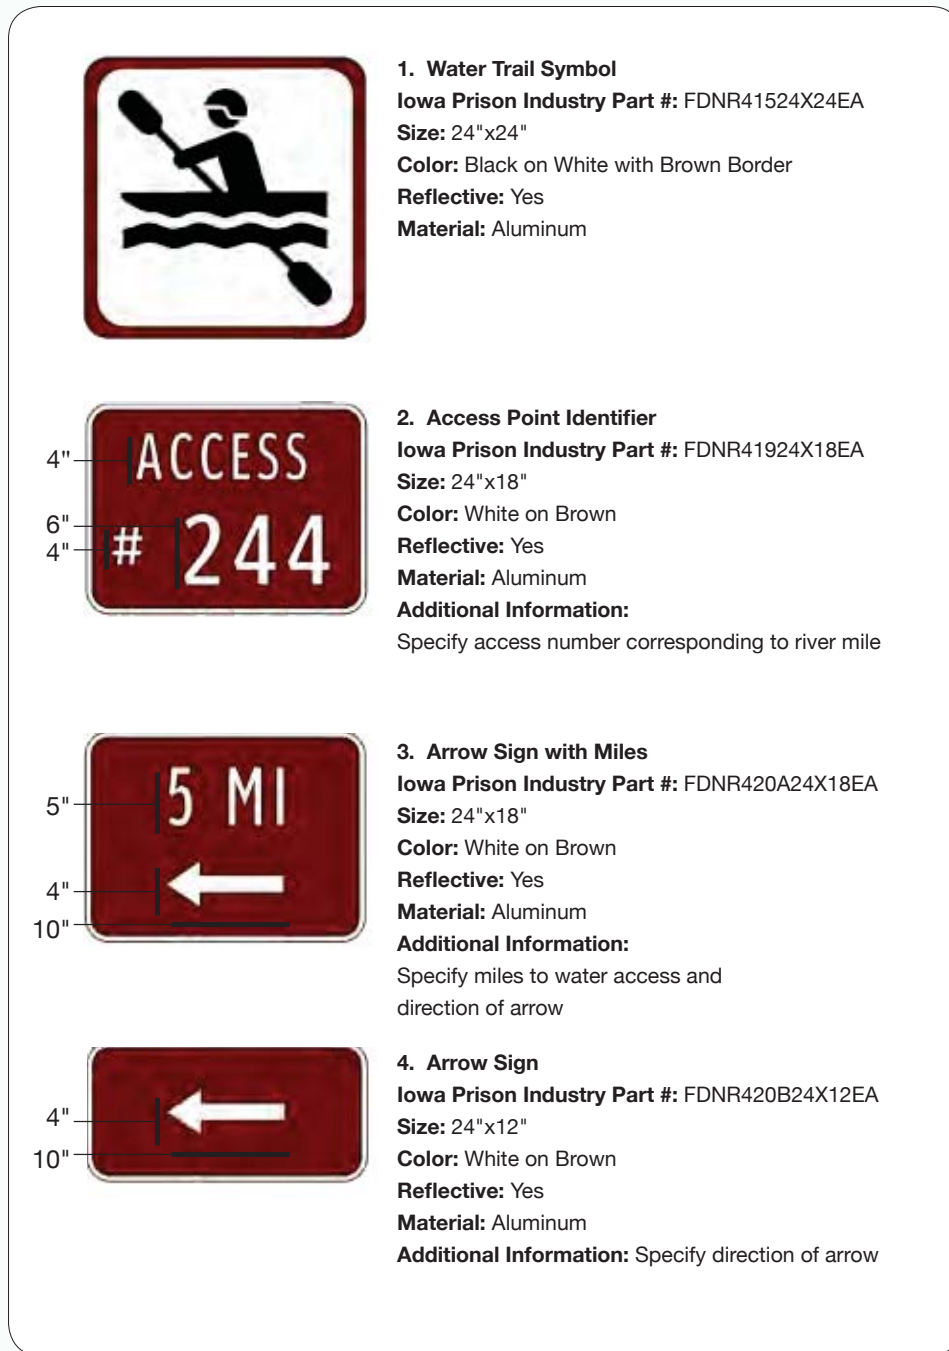 1. Water Trail Symbol
Iowa Prison Industry Part #: FDNR41524X24EA
Size: 24"x24"
Color: Black on White with Brown Border
Reflective: Yes
Material: Aluminum
4"
ACCESS
6"
4"
# 244
2. Access Point Identifier
Iowa Prison Industry Part #: FDNR41924X18EA
Size: 24"x18"
Color: White on Brown
Reflective: Yes
Material: Aluminum
Additional Information:
Specify access number corresponding to river mile
5"
5 MI
4"
10"
3. Arrow Sign with Miles
Iowa Prison Industry Part #: FDNR420A24X18EA
Size: 24"x18"
Color: White on Brown
Reflective: Yes
Material: Aluminum
Additional Information:
Specify miles to water access and
direction of arrow
4"
10"
4. Arrow Sign
Iowa Prison Industry Part #: FDNR420B24X12EA
Size: 24"x12"
Color: White on Brown
Reflective: Yes
Material: Aluminum
Additional Information: Specify direction of arrow